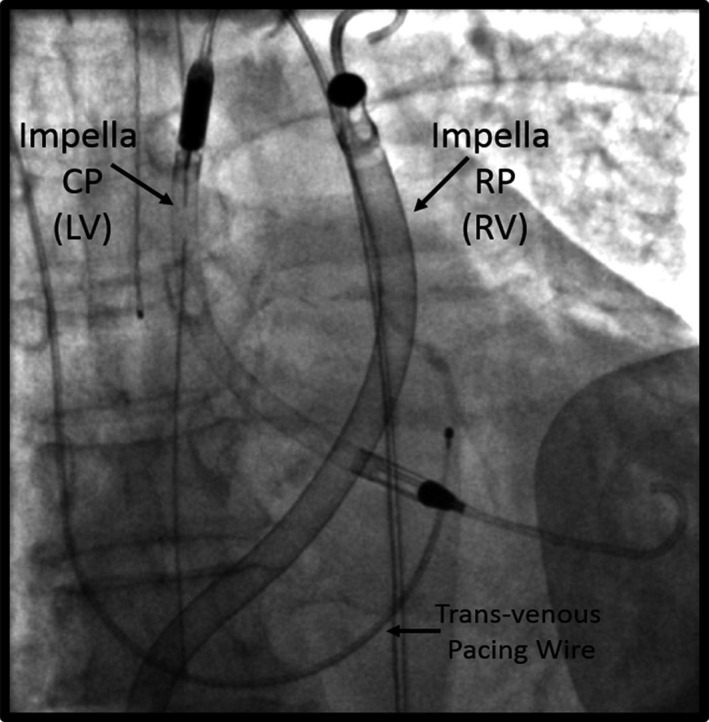 Impella
CP
(LV)
Impella
RP
(RV)
Trans-venous
Pacing Wire